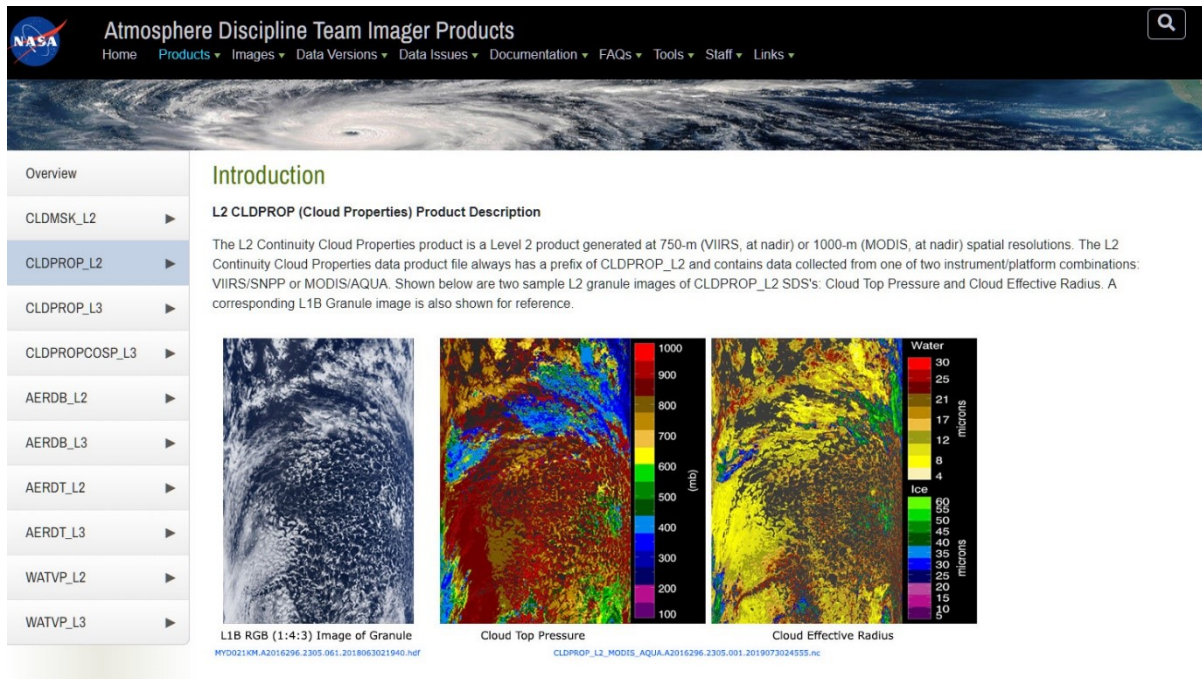 NASA
Atmosphere Discipline Team Imager Products
Home Products Images Data Versions Data Issues Documentation FAQs Tools Staff Links
Overview
CLDMSK_L2
CLDPROP_L2
CLDPROP_L3
CLDPROPCOSP_L3
AERDB_L2
AERDB_L3
AERDT_L2
AERDT_L3
WATVP_L2
WATVP_L3
Introduction
L2 CLDPROP (Cloud Properties) Product Description
The L2 Continuity Cloud Properties product is a Level 2 product generated at 750-m (VIIRS, at nadir) or 1000-m (MODIS, at nadir) spatial resolutions. The L2
Continuity Cloud Properties data product file always has a prefix of CLDPROP_L2 and contains data collected from one of two instrument/platform combinations:
VIIRS/SNPP or MODIS/AQUA. Shown below are two sample L2 granule images of CLDPROP_L2 SDS's: Cloud Top Pressure and Cloud Effective Radius. A
corresponding L1B Granule image is also shown for reference.
1000
900
800
700
600
500
400
300
200
100
(mb)
Water
30
25
21
17
12
8
4
microns
Ice
60
55
50
45
40
35
30
25
20
15
10
5
microns
L1B RGB (1:4:3) Image of Granule
Cloud Top Pressure
Cloud Effective Radius
MYD021KM.A2016296.2305.061.2018063021940.hdf
CLDPROP_L2_MODIS_AQUA.A2016296.2305.001.2019073024555.nc